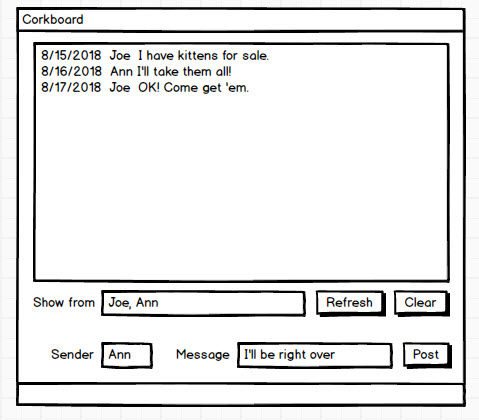 Corkboard
8/15/2018 Joe I have kittens for sale.
8/16/2018 Ann I'll take them all!
8/17/2018 Joe OK! Come get 'em.
Show from Joe, Ann Refresh Clear
Sender Ann Message I'll be right over Post